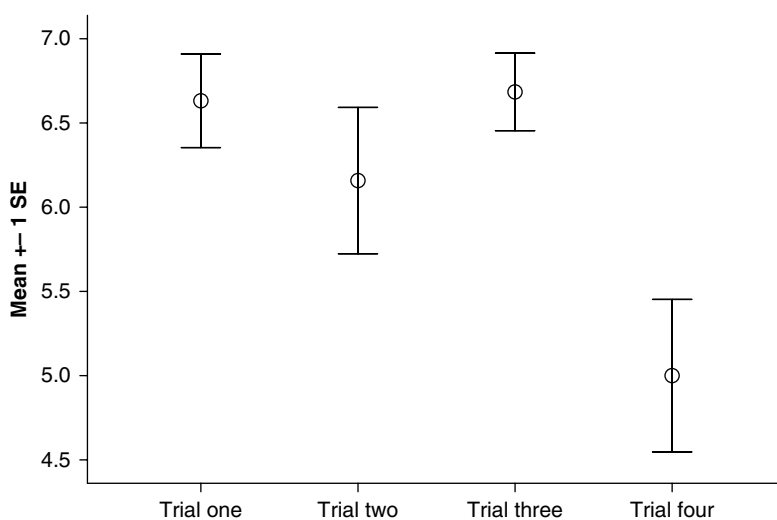 7.0
6.5
6.0
5.5
5.0
4.5
Mean +– 1 SE
Trial one
Trial two
Trial three
Trial four